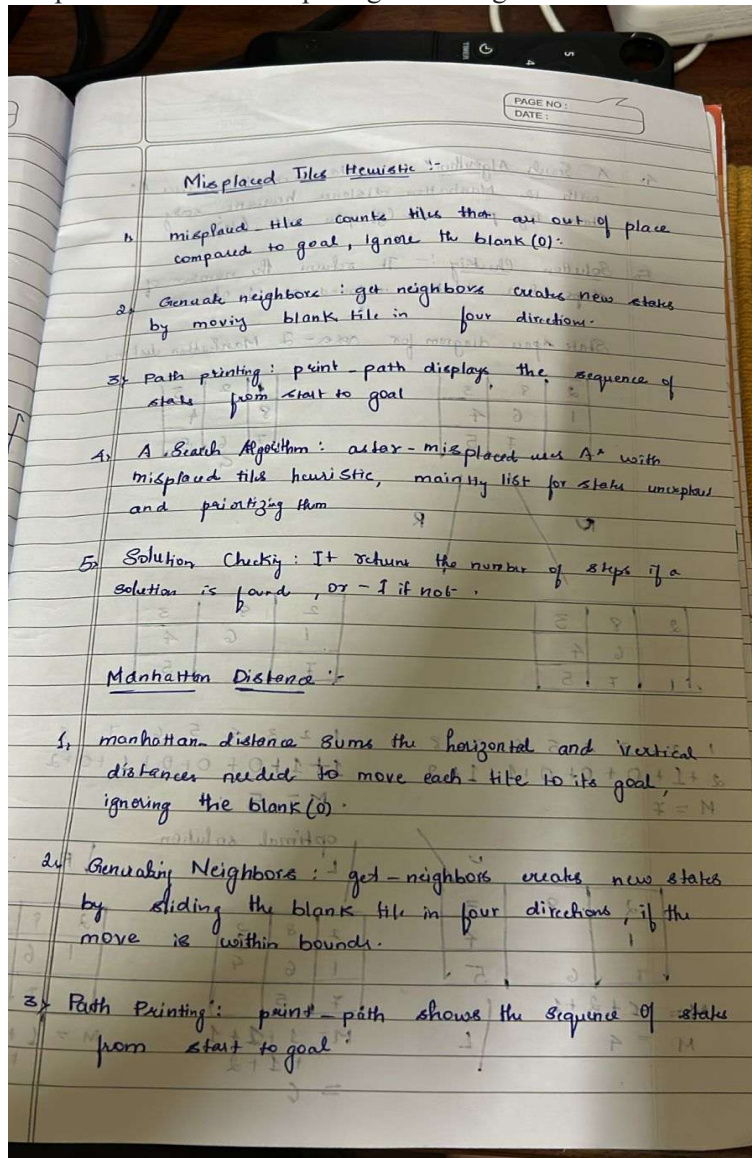 PAGE NO :
DATE :
Misplaced Tiles Heuristic :-
1) misplaced - tiles counts tiles that are out of place
compared to goal, Ignore the blank (0).
2) Generate neighbors : get neighbors creates new states
by moving blank tile in four directions.
3) Path printing : print - path displays the sequence of
states from start to goal
4) A Search Algorithm : astar - misplaced uses A* with
misplaced tiles heuriStic, list for states unexplored
and prioritizing them
5) Solution Checking : It returns the number of steps if a
solution is found, or -1 if not.
Manhattan Distance :-
1, manhattan distance sums the horizontal and vertical
distances needed to move each - tile to its goal,
ignoring the blank (0).
2) Generating Neighbors : get - neighbors creates new states
by sliding the blank tile in four directions, if the
move is within bounds.
3) Path Printing : print - path shows the sequence of states
from start to goal